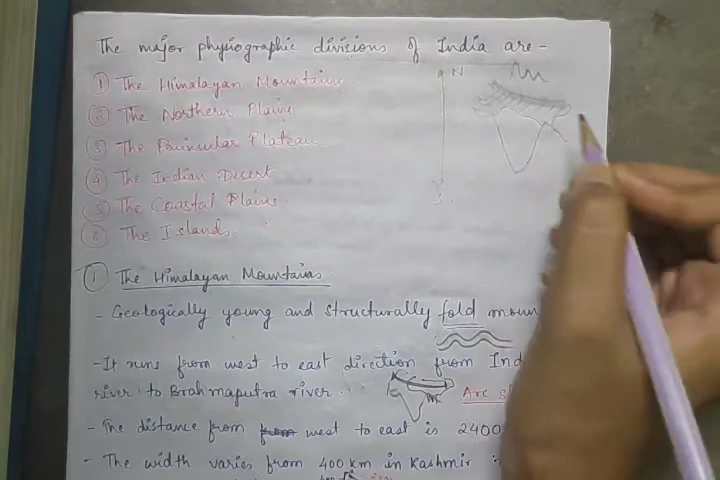 The major physiographic divisions of India are -
① The Himalayan Mountains
② The Northern Plains
③ The Peninsular Plateau
④ The Indian Desert
⑤ The Coastal Plains
⑥ The Islands.
N
S
① The Himalayan Mountains
- Geologically young and structurally fold
- It runs from west to east direction from
river to Brahmaputra river.
Arc
- The distance from west to east is 2400
- The width varies from 400 km in Kashmir